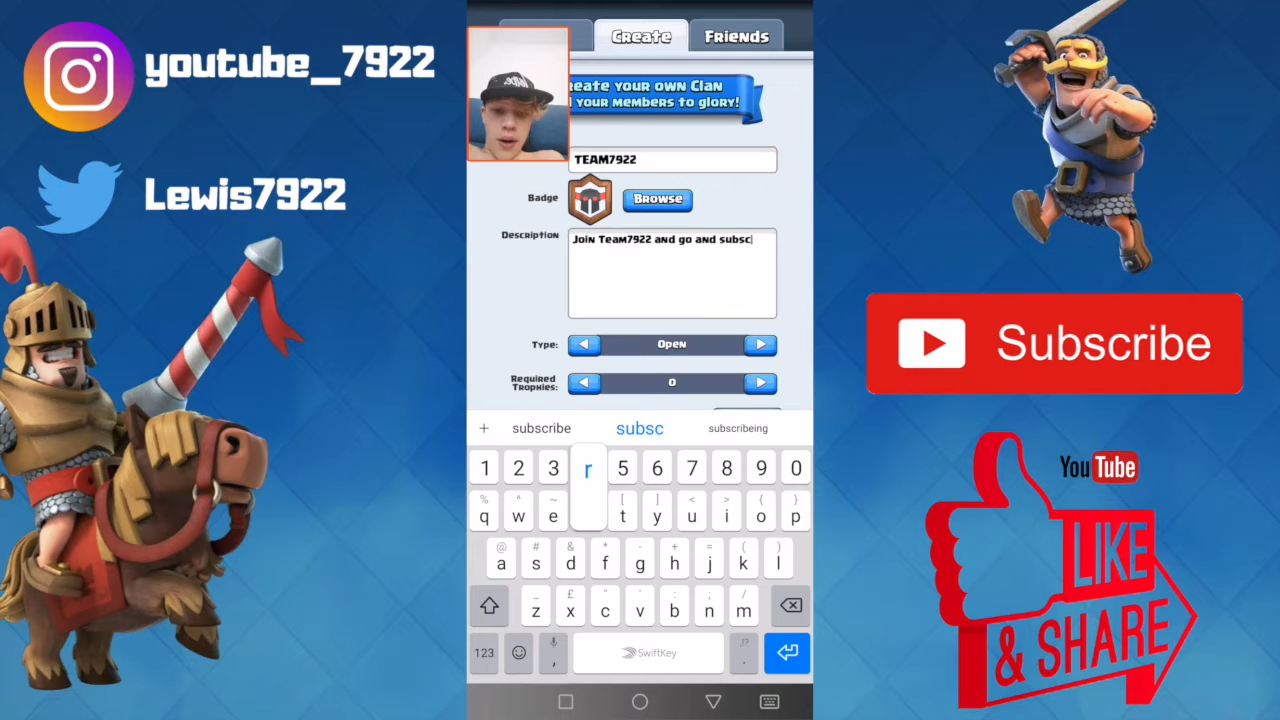 youtube_7922
Lewis7922
Create
Friends
reate your own Clan
your members to glory!
TEAM7922
Badge
Browse
Description
Join Team7922 and go and subsc
Type:
Open
Required
Trophies:
0
+ subscribe subsc subscribeing
1 2 3 r 5 6 7 8 9 0
% ^ ~ [ ] < > { }
q w e t y u i o p
@ # & * - + = ( )
a s d f g h j k l
_ £ " ' : ; /
z x c v b n m
123 , SwiftKey !? .
Subscribe
YouTube
LIKE
& SHARE